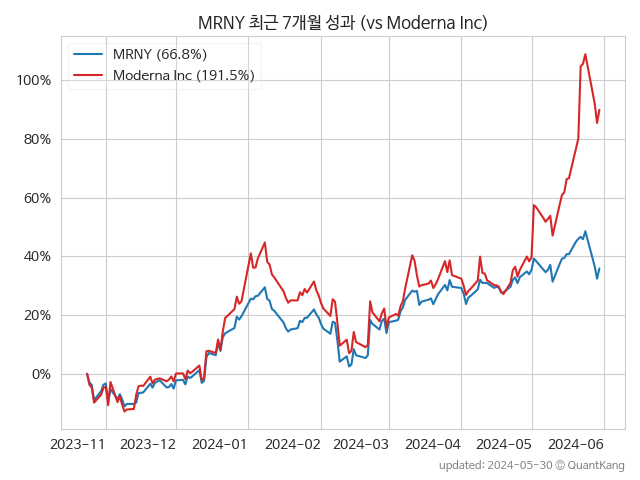 MRNY 최근 7개월 성과 (vs Moderna Inc)
MRNY (66.8%)
Moderna Inc (191.5%)
100%
80%
60%
40%
20%
0%
2023-11 2023-12 2024-01 2024-02 2024-03 2024-04 2024-05 2024-06
updated: 2024-05-30 © QuantKang